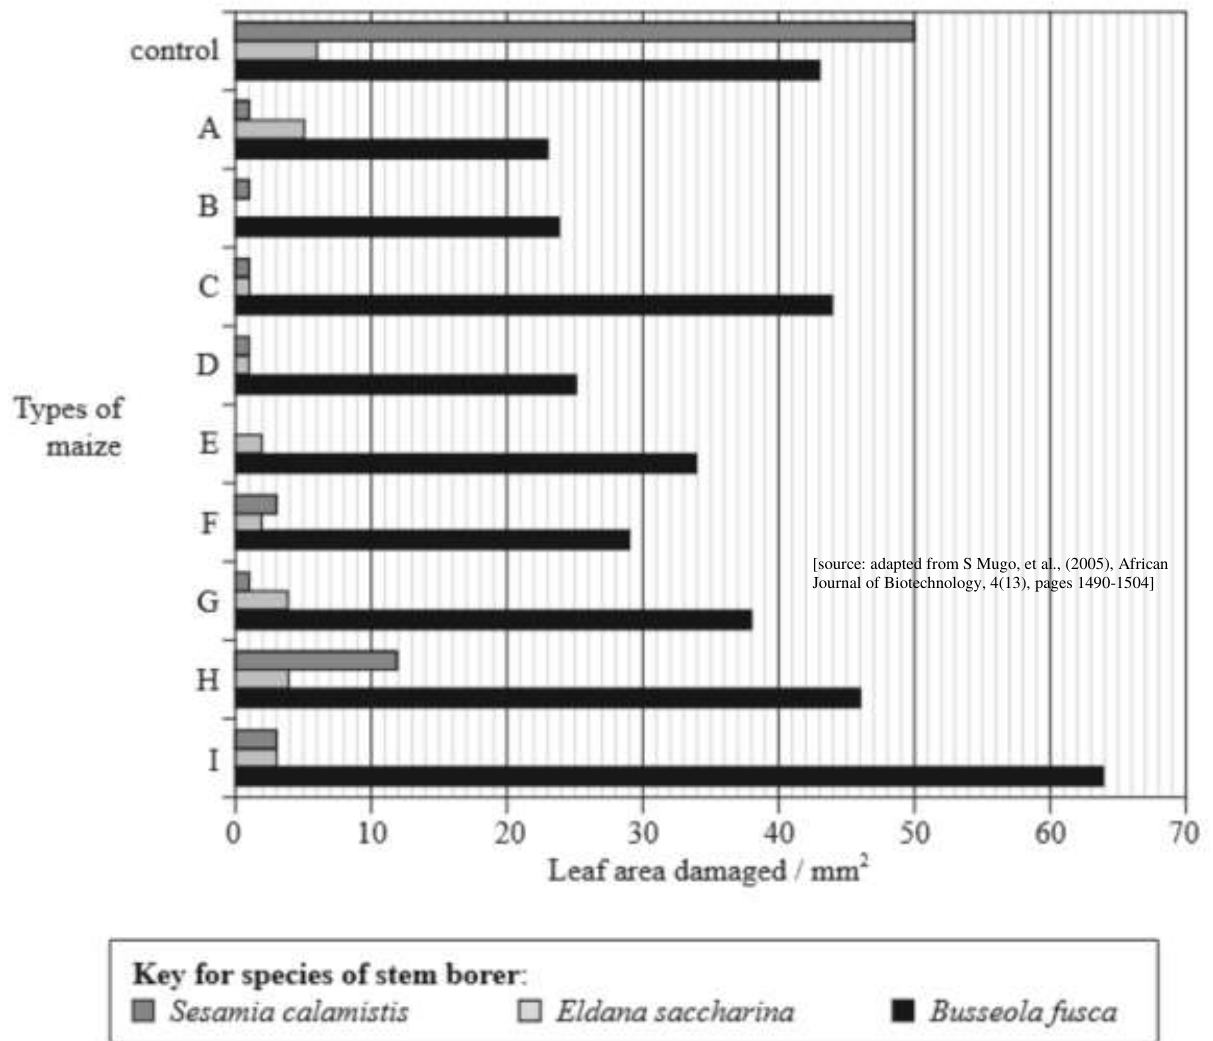 control
A
B
C
D
Types of
maize
E
F
[source: adapted from S Mugo, et al., (2005), African
Journal of Biotechnology, 4(13), pages 1490-1504]
G
H
I
0 10 20 30 40 50 60 70
Leaf area damaged / mm²
Key for species of stem borer:
Sesamia calamistis Eldana saccharina Busseola fusca